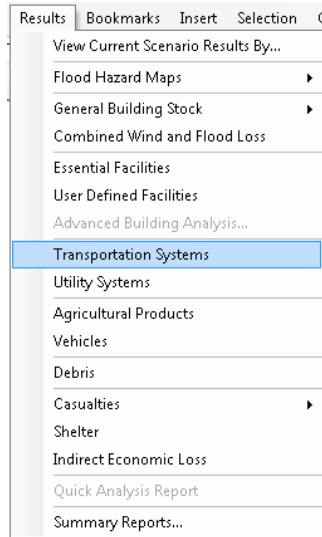 Results Bookmarks Insert Selection
View Current Scenario Results By...
Flood Hazard Maps
General Building Stock
Combined Wind and Flood Loss
Essential Facilities
User Defined Facilities
Advanced Building Analysis...
Transportation Systems
Utility Systems
Agricultural Products
Vehicles
Debris
Casualties
Shelter
Indirect Economic Loss
Quick Analysis Report
Summary Reports...